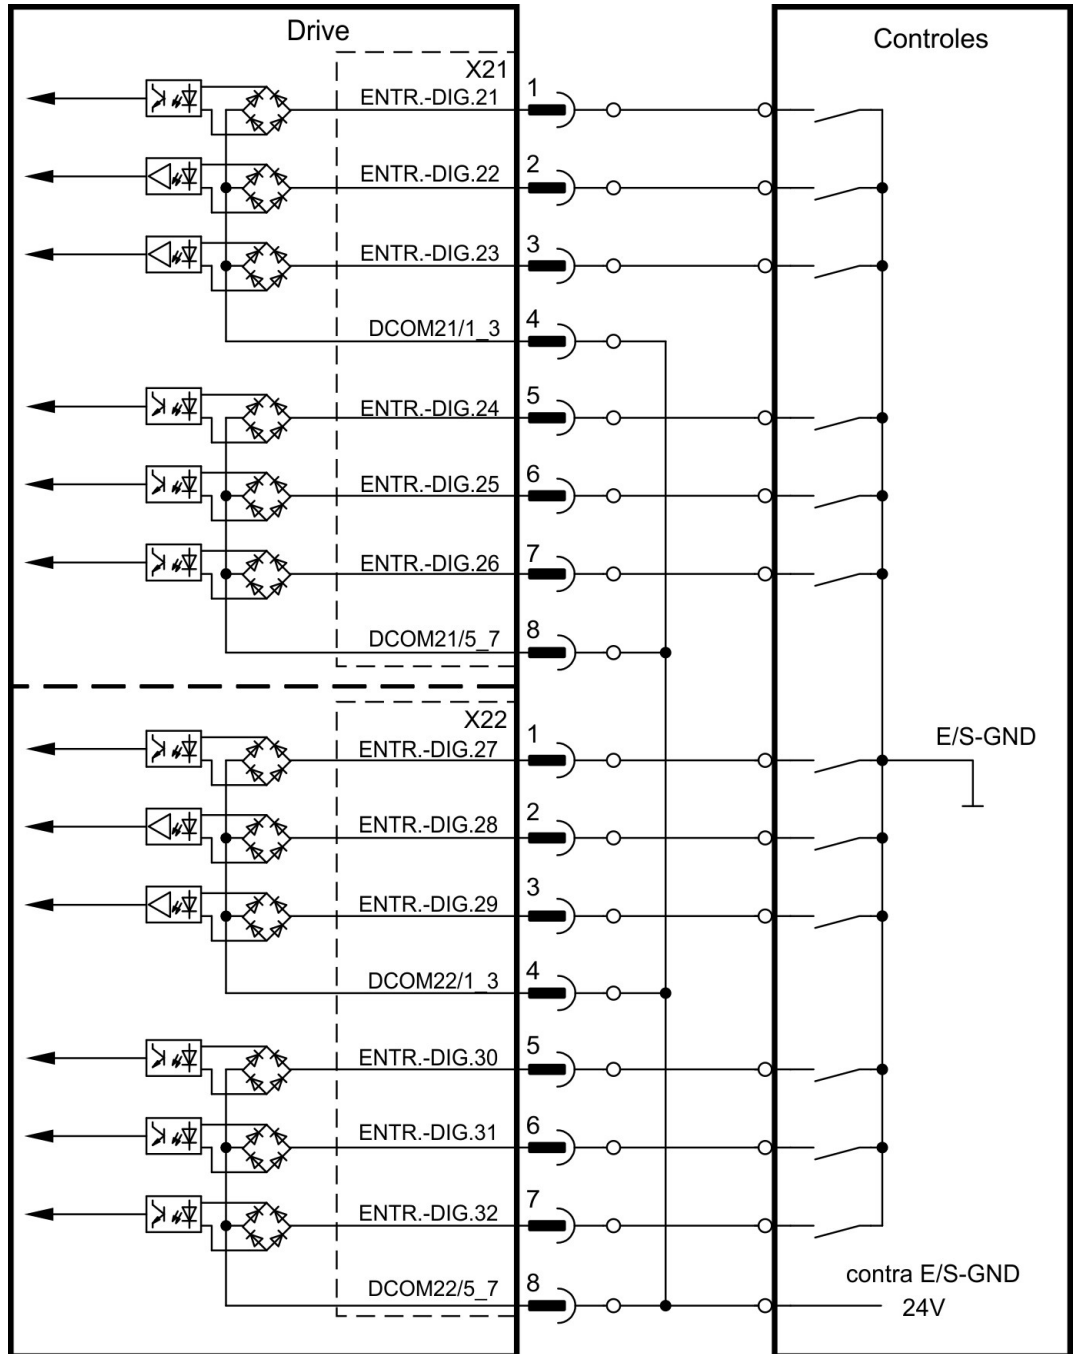 Drive
Controles
X21
ENTR.-DIG.21
1
ENTR.-DIG.22
2
ENTR.-DIG.23
3
DCOM21/1_3
4
ENTR.-DIG.24
5
ENTR.-DIG.25
6
ENTR.-DIG.26
7
DCOM21/5_7
8
X22
ENTR.-DIG.27
1
E/S-GND
ENTR.-DIG.28
2
ENTR.-DIG.29
3
DCOM22/1_3
4
ENTR.-DIG.30
5
ENTR.-DIG.31
6
ENTR.-DIG.32
7
DCOM22/5_7
8
contra E/S-GND
24V